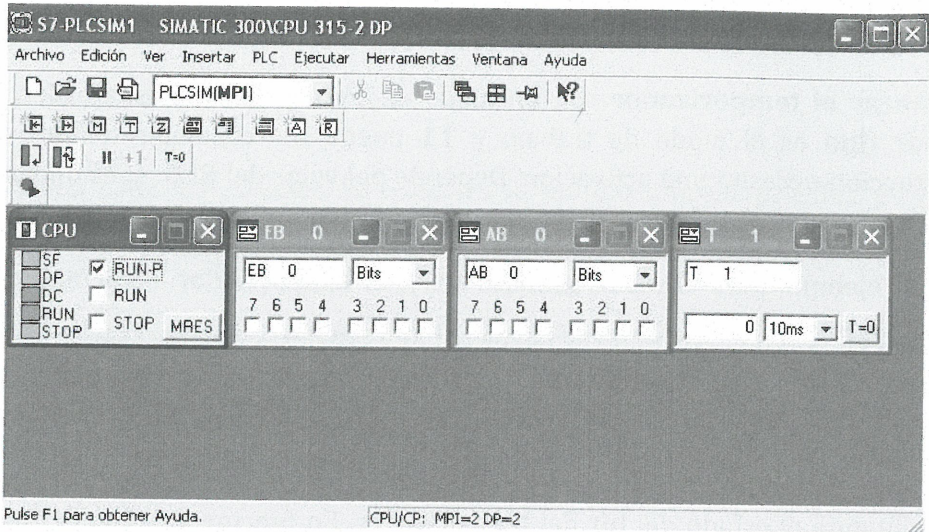 S7-PLCSIM1 SIMATIC 300\CPU 315-2 DP
Archivo Edición Ver Insertar PLC Ejecutar Herramientas Ventana Ayuda
PLCSIM(MPI)
E A M T Z A R
II +1 T=0
CPU
SF
DP
DC
RUN
STOP
RUN-P
RUN
STOP
MRES
EB 0
EB 0 Bits
7 6 5 4 3 2 1 0
AB 0
AB 0 Bits
7 6 5 4 3 2 1 0
T 1
T 1
0 10ms T=0
Pulse F1 para obtener Ayuda.
CPU/CP: MPI=2 DP=2